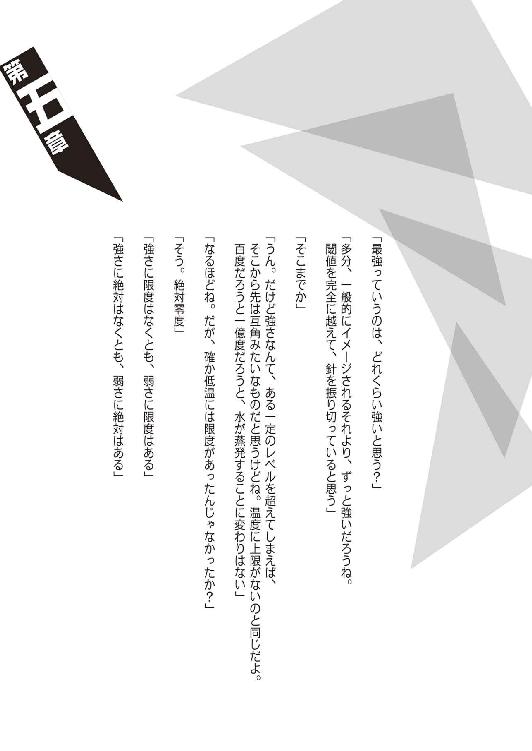 第五章
「最強っていうのは、どれくらい強いと思う?」
「多分、一般的にイメージされるそれより、ずっと強いだろうね。
閾値を完全に越えて、針を振り切っていると思う」
「そこまでか」
「うん。だけど強さなんて、ある一定のレベルを超えてしまえば、
そこから先は互角みたいなものだと思うけどね。温度に上限がないのと同じだよ。
百度だろうと一億度だろうと、水が蒸発することに変わりはない」
「なるほどね。だが、確か低温には限度があったんじゃなかったか?」
「そう。絶対零度」
「強さに限度はなくとも、弱さに限度はある」
「強さに絶対はなくとも、弱さに絶対はある」